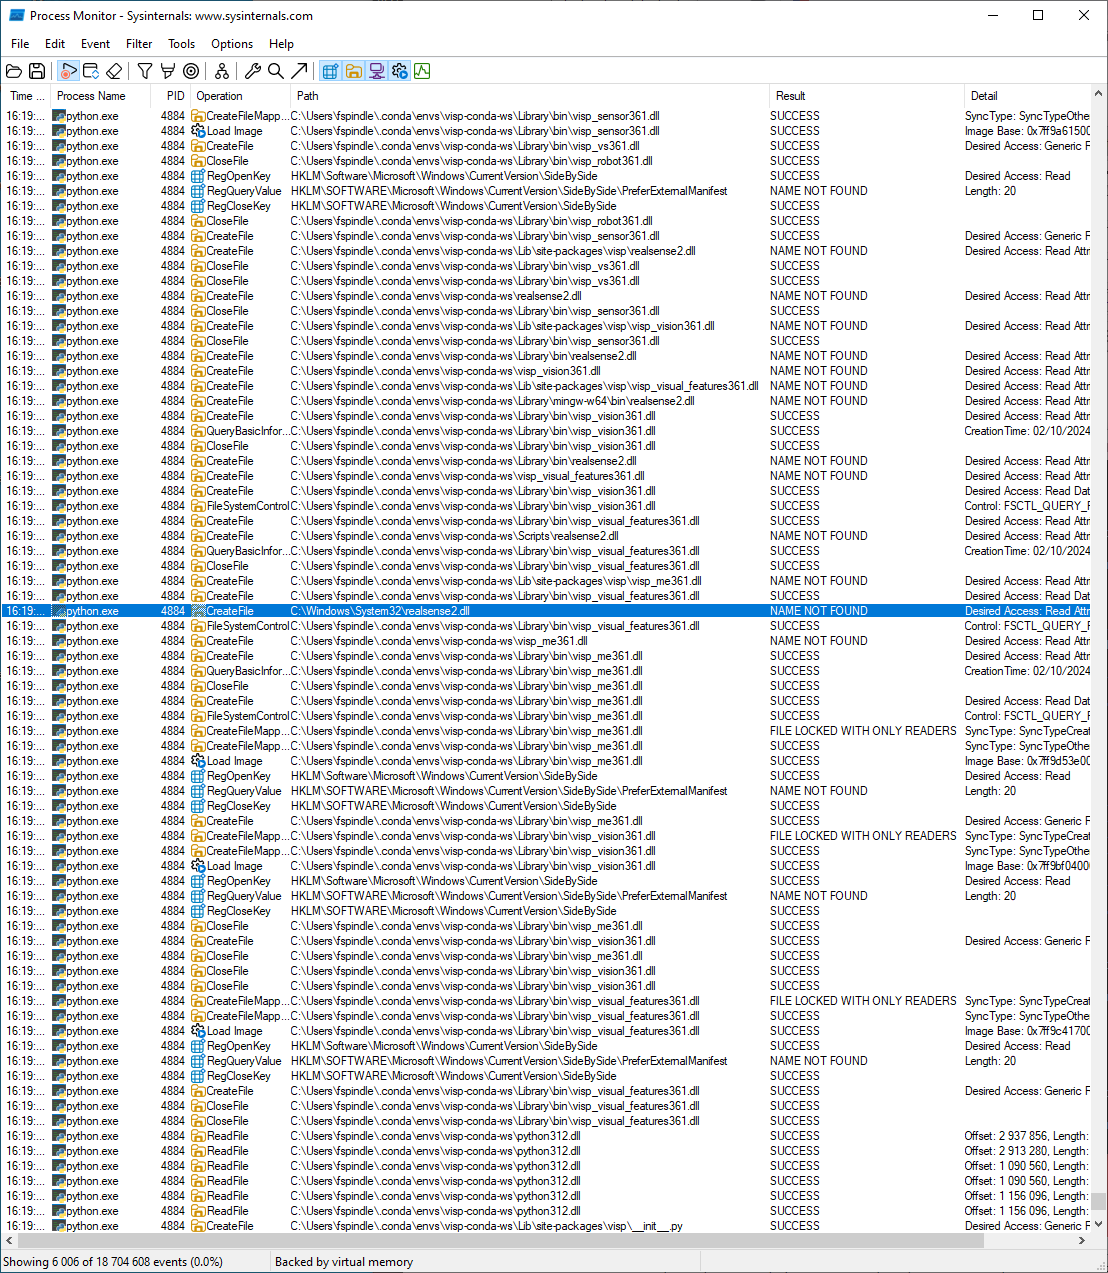 Process Monitor - Sysinternals: www.sysinternals.com
File Edit Event Filter Tools Options Help
Time ... Process Name PID Operation Path Result Detail
16:19:... python.exe 4884 CreateFileMapp... C:\Users\fspindle\.conda\envs\visp-conda-ws\Library\bin\visp_sensor361.dll SUCCESS SyncType: SyncTypeOthe
16:19:... python.exe 4884 Load Image C:\Users\fspindle\.conda\envs\visp-conda-ws\Library\bin\visp_sensor361.dll SUCCESS Image Base: 0x7ff9a61500
16:19:... python.exe 4884 CreateFile C:\Users\fspindle\.conda\envs\visp-conda-ws\Library\bin\visp_vs361.dll SUCCESS Desired Access: Generic F
16:19:... python.exe 4884 CloseFile C:\Users\fspindle\.conda\envs\visp-conda-ws\Library\bin\visp_robot361.dll SUCCESS
16:19:... python.exe 4884 RegOpenKey HKLM\Software\Microsoft\Windows\CurrentVersion\SideBySide SUCCESS Desired Access: Read
16:19:... python.exe 4884 RegQueryValue HKLM\SOFTWARE\Microsoft\Windows\CurrentVersion\SideBySide\PreferExternalManifest NAME NOT FOUND Length: 20
16:19:... python.exe 4884 RegCloseKey HKLM\SOFTWARE\Microsoft\Windows\CurrentVersion\SideBySide SUCCESS
16:19:... python.exe 4884 CloseFile C:\Users\fspindle\.conda\envs\visp-conda-ws\Library\bin\visp_robot361.dll SUCCESS
16:19:... python.exe 4884 CreateFile C:\Users\fspindle\.conda\envs\visp-conda-ws\Library\bin\visp_sensor361.dll SUCCESS Desired Access: Generic F
16:19:... python.exe 4884 CreateFile C:\Users\fspindle\.conda\envs\visp-conda-ws\Lib\site-packages\visp\realsense2.dll NAME NOT FOUND Desired Access: Read Attr
16:19:... python.exe 4884 CloseFile C:\Users\fspindle\.conda\envs\visp-conda-ws\Library\bin\visp_vs361.dll SUCCESS
16:19:... python.exe 4884 CloseFile C:\Users\fspindle\.conda\envs\visp-conda-ws\Library\bin\visp_vs361.dll SUCCESS
16:19:... python.exe 4884 CreateFile C:\Users\fspindle\.conda\envs\visp-conda-ws\realsense2.dll NAME NOT FOUND Desired Access: Read Attr
16:19:... python.exe 4884 CloseFile C:\Users\fspindle\.conda\envs\visp-conda-ws\Library\bin\visp_sensor361.dll SUCCESS
16:19:... python.exe 4884 CreateFile C:\Users\fspindle\.conda\envs\visp-conda-ws\Lib\site-packages\visp\visp_vision361.dll NAME NOT FOUND Desired Access: Read Attr
16:19:... python.exe 4884 CloseFile C:\Users\fspindle\.conda\envs\visp-conda-ws\Library\bin\visp_sensor361.dll SUCCESS
16:19:... python.exe 4884 CreateFile C:\Users\fspindle\.conda\envs\visp-conda-ws\Library\bin\realsense2.dll NAME NOT FOUND Desired Access: Read Attr
16:19:... python.exe 4884 CreateFile C:\Users\fspindle\.conda\envs\visp-conda-ws\visp_vision361.dll NAME NOT FOUND Desired Access: Read Attr
16:19:... python.exe 4884 CreateFile C:\Users\fspindle\.conda\envs\visp-conda-ws\Lib\site-packages\visp\visp_visual_features361.dll NAME NOT FOUND Desired Access: Read Attr
16:19:... python.exe 4884 CreateFile C:\Users\fspindle\.conda\envs\visp-conda-ws\Library\mingw-w64\bin\realsense2.dll NAME NOT FOUND Desired Access: Read Attr
16:19:... python.exe 4884 CreateFile C:\Users\fspindle\.conda\envs\visp-conda-ws\Library\bin\visp_vision361.dll SUCCESS Desired Access: Read Attr
16:19:... python.exe 4884 QueryBasicInfor... C:\Users\fspindle\.conda\envs\visp-conda-ws\Library\bin\visp_vision361.dll SUCCESS CreationTime: 02/10/2024
16:19:... python.exe 4884 CloseFile C:\Users\fspindle\.conda\envs\visp-conda-ws\Library\bin\visp_vision361.dll SUCCESS
16:19:... python.exe 4884 CreateFile C:\Users\fspindle\.conda\envs\visp-conda-ws\Library\bin\realsense2.dll NAME NOT FOUND Desired Access: Read Attr
16:19:... python.exe 4884 CreateFile C:\Users\fspindle\.conda\envs\visp-conda-ws\visp_visual_features361.dll NAME NOT FOUND Desired Access: Read Attr
16:19:... python.exe 4884 CreateFile C:\Users\fspindle\.conda\envs\visp-conda-ws\Library\bin\visp_vision361.dll SUCCESS Desired Access: Read Dat
16:19:... python.exe 4884 FileSystemControl C:\Users\fspindle\.conda\envs\visp-conda-ws\Library\bin\visp_vision361.dll SUCCESS Control: FSCTL_QUERY_F
16:19:... python.exe 4884 CreateFile C:\Users\fspindle\.conda\envs\visp-conda-ws\Library\bin\visp_visual_features361.dll SUCCESS Desired Access: Read Attr
16:19:... python.exe 4884 CreateFile C:\Users\fspindle\.conda\envs\visp-conda-ws\Scripts\realsense2.dll NAME NOT FOUND Desired Access: Read Attr
16:19:... python.exe 4884 QueryBasicInfor... C:\Users\fspindle\.conda\envs\visp-conda-ws\Library\bin\visp_visual_features361.dll SUCCESS CreationTime: 02/10/2024
16:19:... python.exe 4884 CloseFile C:\Users\fspindle\.conda\envs\visp-conda-ws\Library\bin\visp_visual_features361.dll SUCCESS
16:19:... python.exe 4884 CreateFile C:\Users\fspindle\.conda\envs\visp-conda-ws\Lib\site-packages\visp\visp_me361.dll NAME NOT FOUND Desired Access: Read Attr
16:19:... python.exe 4884 CreateFile C:\Users\fspindle\.conda\envs\visp-conda-ws\Library\bin\visp_visual_features361.dll SUCCESS Desired Access: Read Dat
16:19:... python.exe 4884 CreateFile C:\Windows\System32\realsense2.dll NAME NOT FOUND Desired Access: Read Attr
16:19:... python.exe 4884 FileSystemControl C:\Users\fspindle\.conda\envs\visp-conda-ws\Library\bin\visp_visual_features361.dll SUCCESS Control: FSCTL_QUERY_F
16:19:... python.exe 4884 CreateFile C:\Users\fspindle\.conda\envs\visp-conda-ws\visp_me361.dll NAME NOT FOUND Desired Access: Read Attr
16:19:... python.exe 4884 CreateFile C:\Users\fspindle\.conda\envs\visp-conda-ws\Library\bin\visp_me361.dll SUCCESS Desired Access: Read Attr
16:19:... python.exe 4884 QueryBasicInfor... C:\Users\fspindle\.conda\envs\visp-conda-ws\Library\bin\visp_me361.dll SUCCESS CreationTime: 02/10/2024
16:19:... python.exe 4884 CloseFile C:\Users\fspindle\.conda\envs\visp-conda-ws\Library\bin\visp_me361.dll SUCCESS
16:19:... python.exe 4884 CreateFile C:\Users\fspindle\.conda\envs\visp-conda-ws\Library\bin\visp_me361.dll SUCCESS Desired Access: Read Dat
16:19:... python.exe 4884 FileSystemControl C:\Users\fspindle\.conda\envs\visp-conda-ws\Library\bin\visp_me361.dll SUCCESS Control: FSCTL_QUERY_F
16:19:... python.exe 4884 CreateFileMapp... C:\Users\fspindle\.conda\envs\visp-conda-ws\Library\bin\visp_me361.dll FILE LOCKED WITH ONLY READERS SyncType: SyncTypeCreat
16:19:... python.exe 4884 CreateFileMapp... C:\Users\fspindle\.conda\envs\visp-conda-ws\Library\bin\visp_me361.dll SUCCESS SyncType: SyncTypeOthe
16:19:... python.exe 4884 Load Image C:\Users\fspindle\.conda\envs\visp-conda-ws\Library\bin\visp_me361.dll SUCCESS Image Base: 0x7ff9d53e00
16:19:... python.exe 4884 RegOpenKey HKLM\Software\Microsoft\Windows\CurrentVersion\SideBySide SUCCESS Desired Access: Read
16:19:... python.exe 4884 RegQueryValue HKLM\SOFTWARE\Microsoft\Windows\CurrentVersion\SideBySide\PreferExternalManifest NAME NOT FOUND Length: 20
16:19:... python.exe 4884 RegCloseKey HKLM\SOFTWARE\Microsoft\Windows\CurrentVersion\SideBySide SUCCESS
16:19:... python.exe 4884 CreateFile C:\Users\fspindle\.conda\envs\visp-conda-ws\Library\bin\visp_me361.dll SUCCESS Desired Access: Generic F
16:19:... python.exe 4884 CreateFileMapp... C:\Users\fspindle\.conda\envs\visp-conda-ws\Library\bin\visp_vision361.dll FILE LOCKED WITH ONLY READERS SyncType: SyncTypeCreat
16:19:... python.exe 4884 CreateFileMapp... C:\Users\fspindle\.conda\envs\visp-conda-ws\Library\bin\visp_vision361.dll SUCCESS SyncType: SyncTypeOthe
16:19:... python.exe 4884 Load Image C:\Users\fspindle\.conda\envs\visp-conda-ws\Library\bin\visp_vision361.dll SUCCESS Image Base: 0x7ff9bf0400
16:19:... python.exe 4884 RegOpenKey HKLM\Software\Microsoft\Windows\CurrentVersion\SideBySide SUCCESS Desired Access: Read
16:19:... python.exe 4884 RegQueryValue HKLM\SOFTWARE\Microsoft\Windows\CurrentVersion\SideBySide\PreferExternalManifest NAME NOT FOUND Length: 20
16:19:... python.exe 4884 RegCloseKey HKLM\SOFTWARE\Microsoft\Windows\CurrentVersion\SideBySide SUCCESS
16:19:... python.exe 4884 CloseFile C:\Users\fspindle\.conda\envs\visp-conda-ws\Library\bin\visp_me361.dll SUCCESS
16:19:... python.exe 4884 CreateFile C:\Users\fspindle\.conda\envs\visp-conda-ws\Library\bin\visp_vision361.dll SUCCESS Desired Access: Generic F
16:19:... python.exe 4884 CloseFile C:\Users\fspindle\.conda\envs\visp-conda-ws\Library\bin\visp_me361.dll SUCCESS
16:19:... python.exe 4884 CloseFile C:\Users\fspindle\.conda\envs\visp-conda-ws\Library\bin\visp_vision361.dll SUCCESS
16:19:... python.exe 4884 CloseFile C:\Users\fspindle\.conda\envs\visp-conda-ws\Library\bin\visp_vision361.dll SUCCESS
16:19:... python.exe 4884 CreateFileMapp... C:\Users\fspindle\.conda\envs\visp-conda-ws\Library\bin\visp_visual_features361.dll FILE LOCKED WITH ONLY READERS SyncType: SyncTypeCreat
16:19:... python.exe 4884 CreateFileMapp... C:\Users\fspindle\.conda\envs\visp-conda-ws\Library\bin\visp_visual_features361.dll SUCCESS SyncType: SyncTypeOthe
16:19:... python.exe 4884 Load Image C:\Users\fspindle\.conda\envs\visp-conda-ws\Library\bin\visp_visual_features361.dll SUCCESS Image Base: 0x7ff9c41700
16:19:... python.exe 4884 RegOpenKey HKLM\Software\Microsoft\Windows\CurrentVersion\SideBySide SUCCESS Desired Access: Read
16:19:... python.exe 4884 RegQueryValue HKLM\SOFTWARE\Microsoft\Windows\CurrentVersion\SideBySide\PreferExternalManifest NAME NOT FOUND Length: 20
16:19:... python.exe 4884 RegCloseKey HKLM\SOFTWARE\Microsoft\Windows\CurrentVersion\SideBySide SUCCESS
16:19:... python.exe 4884 CreateFile C:\Users\fspindle\.conda\envs\visp-conda-ws\Library\bin\visp_visual_features361.dll SUCCESS Desired Access: Generic F
16:19:... python.exe 4884 CloseFile C:\Users\fspindle\.conda\envs\visp-conda-ws\Library\bin\visp_visual_features361.dll SUCCESS
16:19:... python.exe 4884 CloseFile C:\Users\fspindle\.conda\envs\visp-conda-ws\Library\bin\visp_visual_features361.dll SUCCESS
16:19:... python.exe 4884 ReadFile C:\Users\fspindle\.conda\envs\visp-conda-ws\python312.dll SUCCESS Offset: 2 937 856, Length:
16:19:... python.exe 4884 ReadFile C:\Users\fspindle\.conda\envs\visp-conda-ws\python312.dll SUCCESS Offset: 2 913 280, Length:
16:19:... python.exe 4884 ReadFile C:\Users\fspindle\.conda\envs\visp-conda-ws\python312.dll SUCCESS Offset: 1 090 560, Length:
16:19:... python.exe 4884 ReadFile C:\Users\fspindle\.conda\envs\visp-conda-ws\python312.dll SUCCESS Offset: 1 090 560, Length:
16:19:... python.exe 4884 ReadFile C:\Users\fspindle\.conda\envs\visp-conda-ws\python312.dll SUCCESS Offset: 1 156 096, Length:
16:19:... python.exe 4884 ReadFile C:\Users\fspindle\.conda\envs\visp-conda-ws\python312.dll SUCCESS Offset: 1 156 096, Length:
16:19:... python.exe 4884 CreateFile C:\Users\fspindle\.conda\envs\visp-conda-ws\Lib\site-packages\visp\__init__.py SUCCESS Desired Access: Generic F
Showing 6 006 of 18 704 608 events (0.0%) Backed by virtual memory